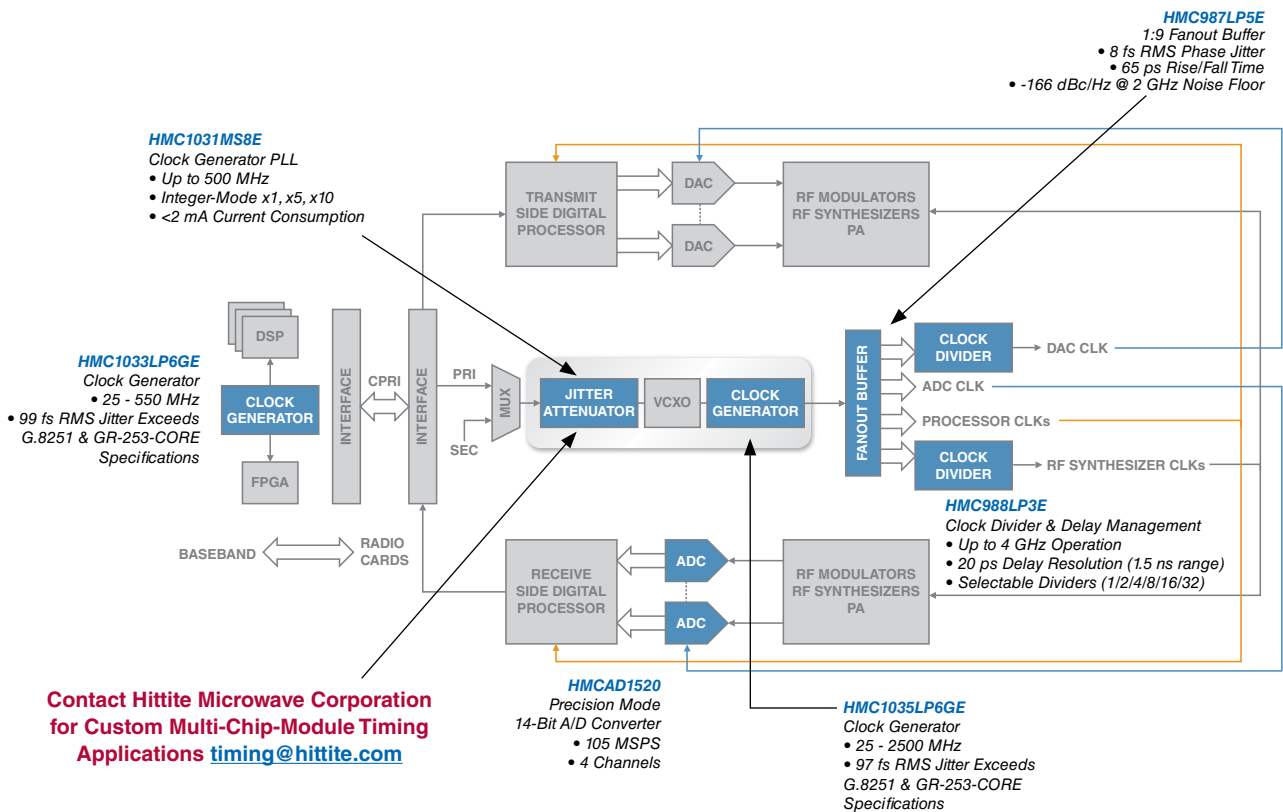 HMC987LP5E
1:9 Fanout Buffer
• 8 fs RMS Phase Jitter
• 65 ps Rise/Fall Time
• -166 dBc/Hz @ 2 GHz Noise Floor
HMC1031MS8E
Clock Generator PLL
• Up to 500 MHz
• Integer-Mode x1, x5, x10
• <2 mA Current Consumption
TRANSMIT
SIDE DIGITAL
PROCESSOR
DAC
DAC
RF MODULATORS
RF SYNTHESIZERS
PA
HMC1033LP6GE
Clock Generator
• 25 - 550 MHz
• 99 fs RMS Jitter Exceeds
G.8251 & GR-253-CORE
Specifications
DSP
CLOCK
GENERATOR
FPGA
INTERFACE
CPRI
INTERFACE
PRI
SEC
MUX
JITTER
ATTENUATOR
VCXO
CLOCK
GENERATOR
FANOUT BUFFER
CLOCK
DIVIDER
DAC CLK
ADC CLK
PROCESSOR CLKs
CLOCK
DIVIDER
RF SYNTHESIZER CLKs
HMC988LP3E
Clock Divider & Delay Management
• Up to 4 GHz Operation
• 20 ps Delay Resolution (1.5 ns range)
• Selectable Dividers (1/2/4/8/16/32)
BASEBAND
RADIO
CARDS
RECEIVE
SIDE DIGITAL
PROCESSOR
ADC
ADC
RF MODULATORS
RF SYNTHESIZERS
PA
Contact Hittite Microwave Corporation
for Custom Multi-Chip-Module Timing
Applications timing@hittite.com
HMCAD1520
Precision Mode
14-Bit A/D Converter
• 105 MSPS
• 4 Channels
HMC1035LP6GE
Clock Generator
• 25 - 2500 MHz
• 97 fs RMS Jitter Exceeds
G.8251 & GR-253-CORE
Specifications